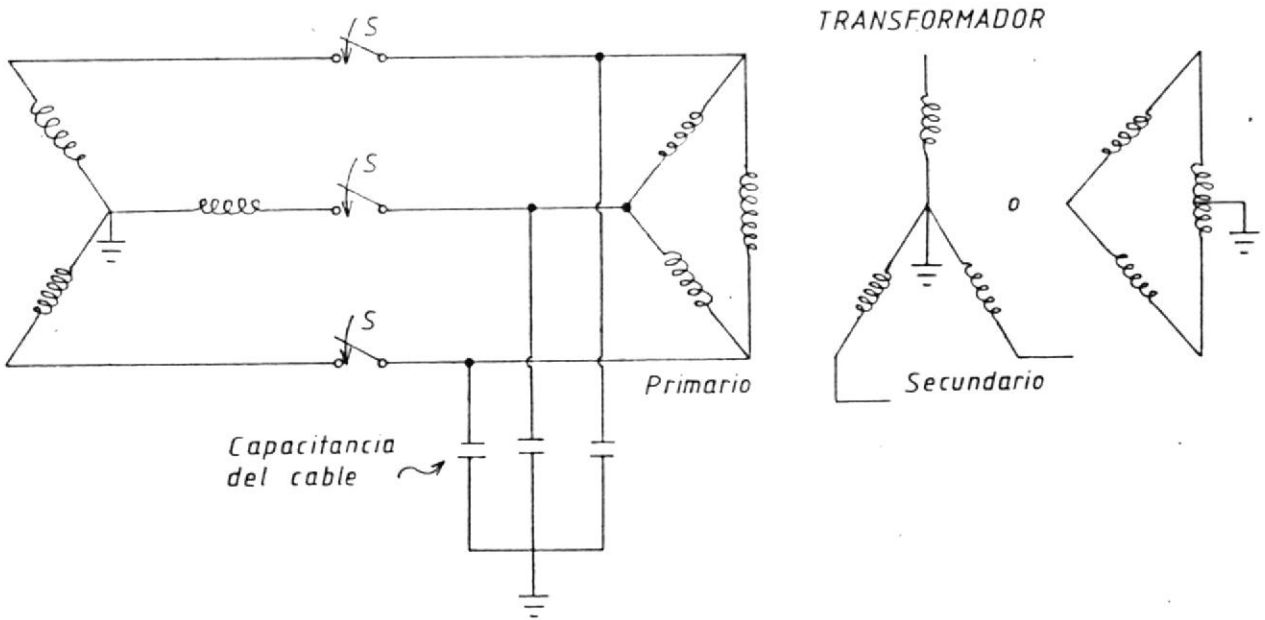 TRANSFORMADOR
S
S
S
o
Primario
Secundario
Capacitancia
del cable